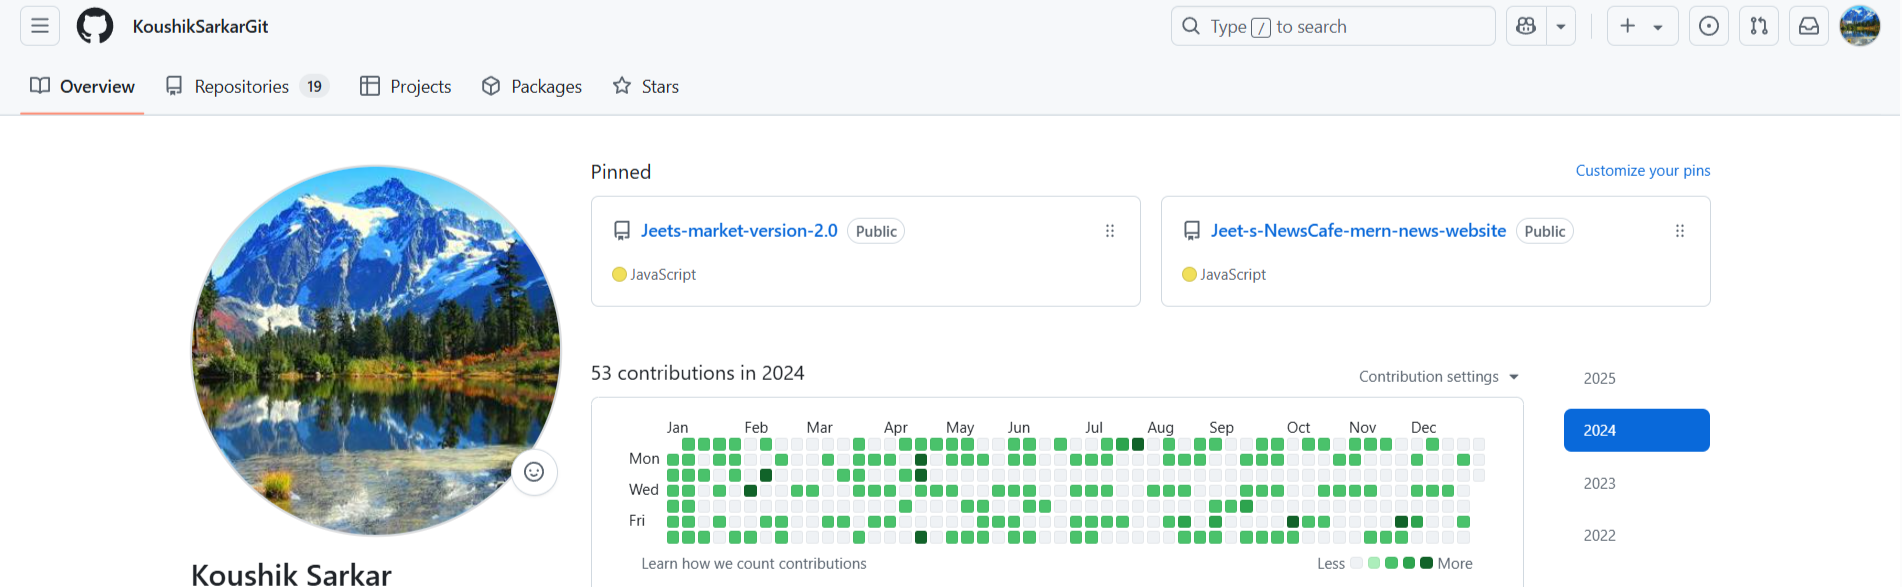 KoushikSarkarGit
Type / to search
Overview Repositories 19 Projects Packages Stars
Pinned
Customize your pins
Jeets-market-version-2.0 Public
JavaScript
Jeet-s-NewsCafe-mern-news-website Public
JavaScript
53 contributions in 2024
Contribution settings
2025
2024
2023
2022
Jan Feb Mar Apr May Jun Jul Aug Sep Oct Nov Dec
Mon
Wed
Fri
Learn how we count contributions
Less More
Koushik Sarkar